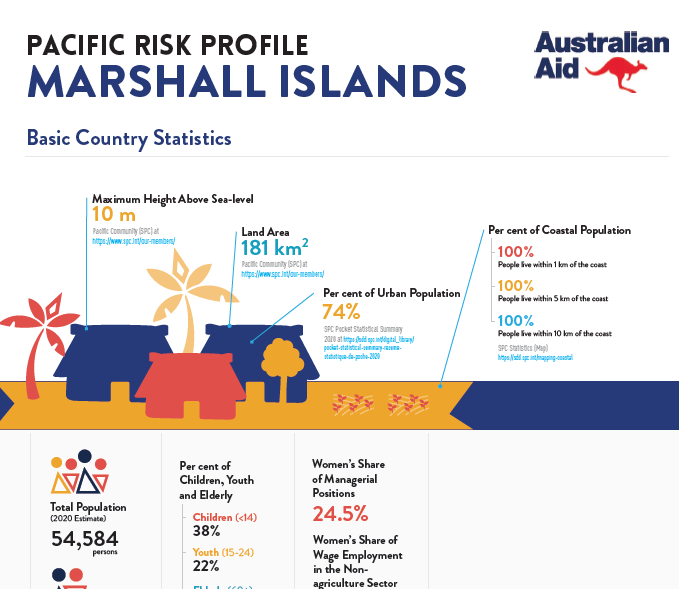 PACIFIC RISK PROFILE
MARSHALL ISLANDS
Australian
Aid
Basic Country Statistics
Maximum Height Above Sea-level
10 m
Pacific Community (SPC) at
https://www.spc.int/our-members/
Land Area
181 km²
Pacific Community (SPC) at
https://www.spc.int/our-members/
Per cent of Urban Population
74%
SPC Pocket Statistical Summary
2020 at https://sdd.spc.int/digital_library/
pocket-statistical-summary-resume-
statistique-de-poche-2020
Per cent of Coastal Population
100%
People live within 1 km of the coast
100%
People live within 5 km of the coast
100%
People live within 10 km of the coast
SPC Statistics (Map)
https://sdd.spc.int/mapping-coastal
Total Population
(2020 Estimate)
54,584
persons
Per cent of
Children, Youth
and Elderly
Children (<14)
38%
Youth (15-24)
22%
Women's Share
of Managerial
Positions
24.5%
Women's Share of
Wage Employment
in the Non-
agriculture Sector